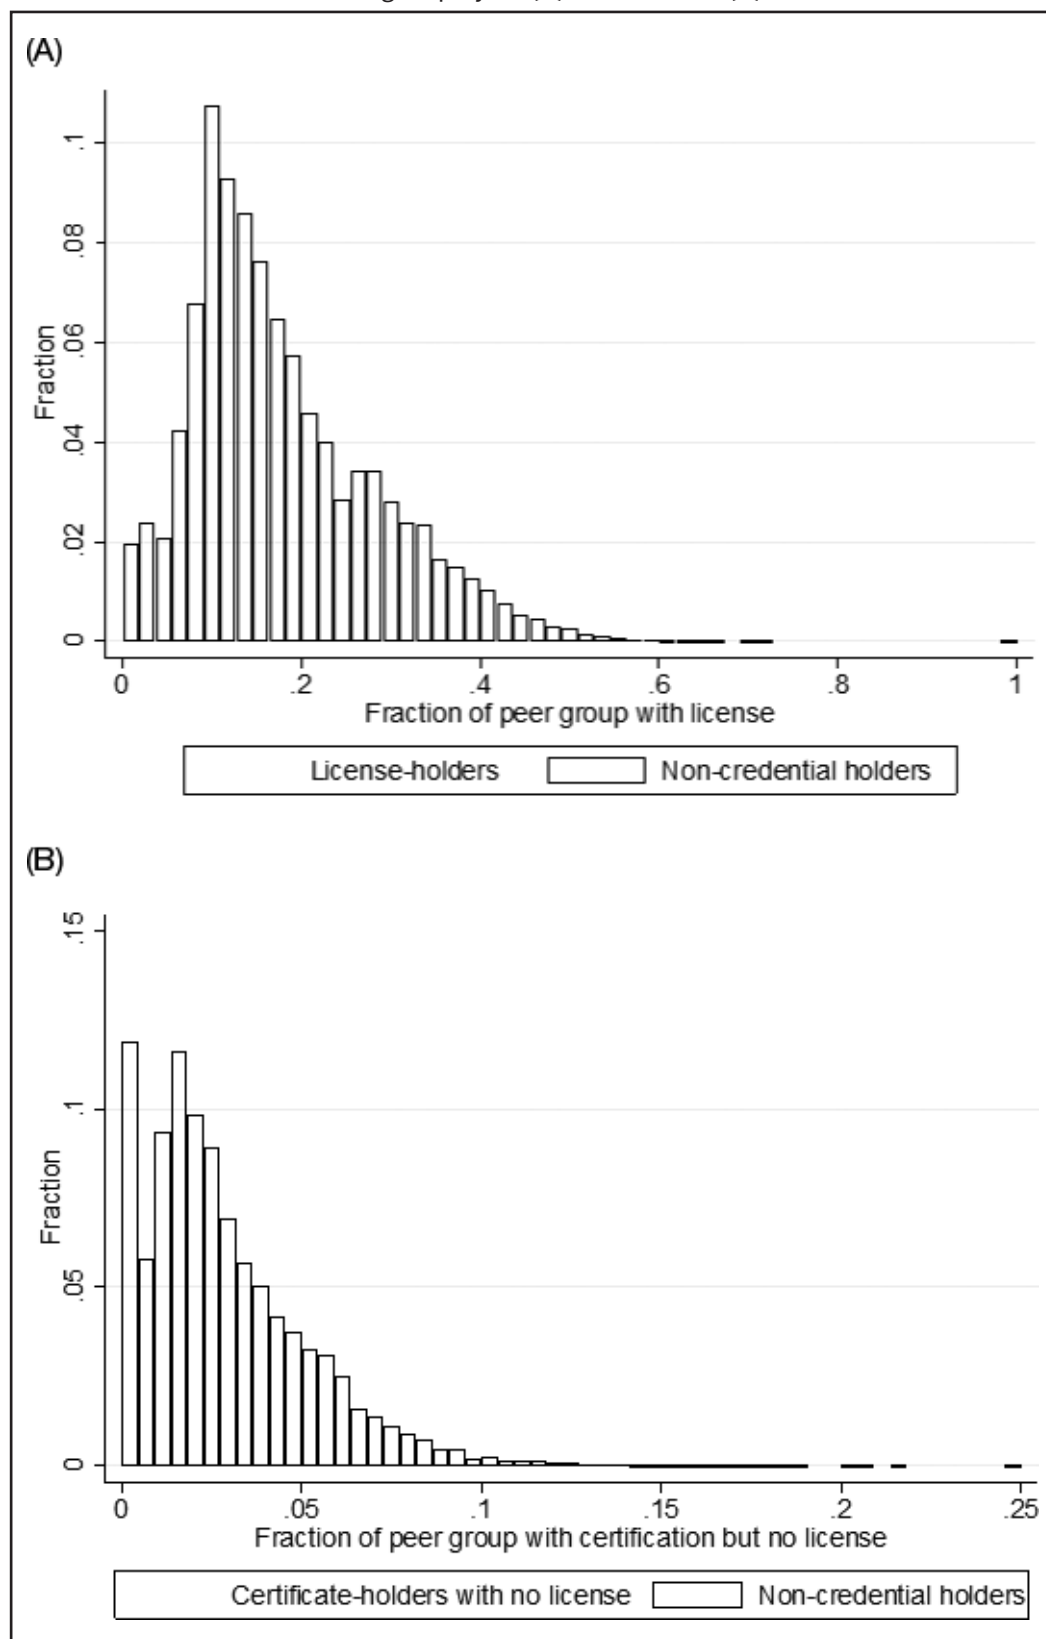 (A)
Fraction
.1
.08
.06
.04
.02
0
0 .2 .4 .6 .8 1
Fraction of peer group with license
License-holders Non-credential holders
(B)
Fraction
.15
.1
.05
0
0 .05 .1 .15 .2 .25
Fraction of peer group with certification but no license
Certificate-holders with no license Non-credential holders